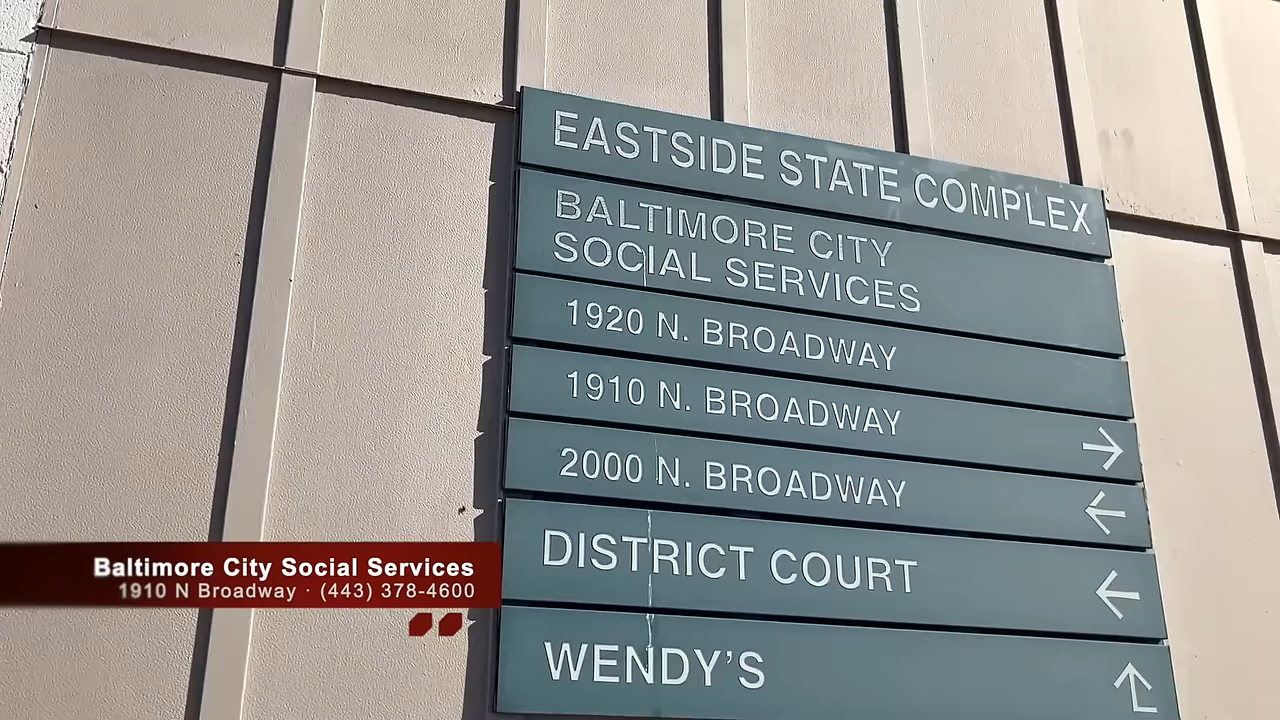 EASTSIDE STATE COMPLEX
BALTIMORE CITY
SOCIAL SERVICES
1920 N. BROADWAY
1910 N. BROADWAY
2000 N. BROADWAY
DISTRICT COURT
WENDY'S
Baltimore City Social Services
1910 N Broadway · (443) 378-4600